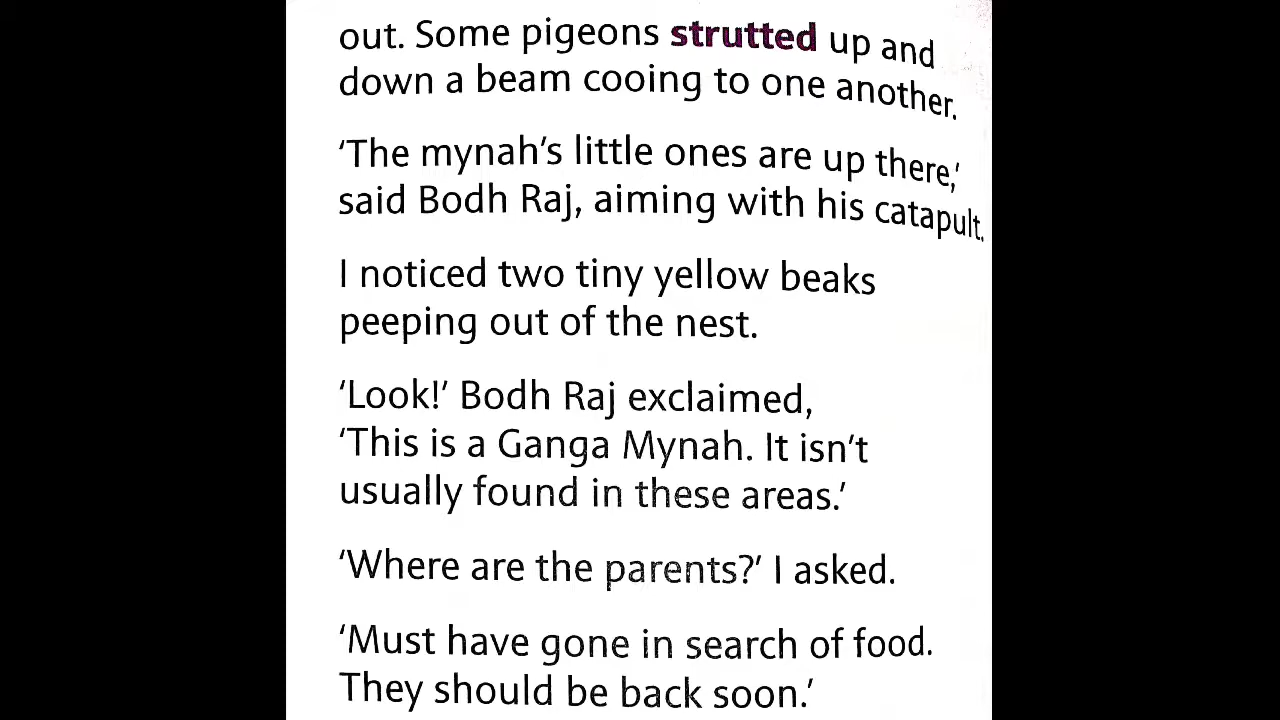 out. Some pigeons strutted up and
down a beam cooing to one another.
‘The mynah’s little ones are up there,’
said Bodh Raj, aiming with his catapult.
I noticed two tiny yellow beaks
peeping out of the nest.
‘Look!’ Bodh Raj exclaimed,
‘This is a Ganga Mynah. It isn’t
usually found in these areas.’
‘Where are the parents?’ I asked.
‘Must have gone in search of food.
They should be back soon.’